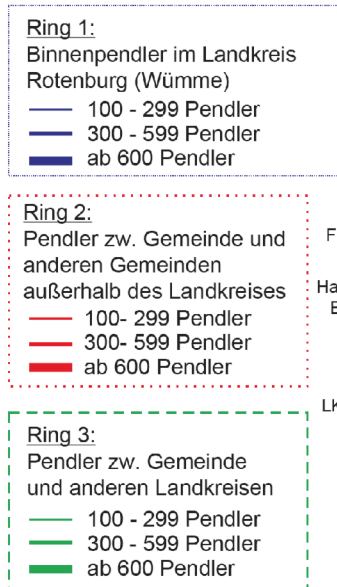 Ring 1:
Binnenpendler im Landkreis
Rotenburg (Wümme)
100 - 299 Pendler
300 - 599 Pendler
ab 600 Pendler
Ring 2:
Pendler zw. Gemeinde und
anderen Gemeinden
außerhalb des Landkreises
100- 299 Pendler
300- 599 Pendler
ab 600 Pendler
F
Ha
E
LK
Ring 3:
Pendler zw. Gemeinde
und anderen Landkreisen
100 - 299 Pendler
300 - 599 Pendler
ab 600 Pendler